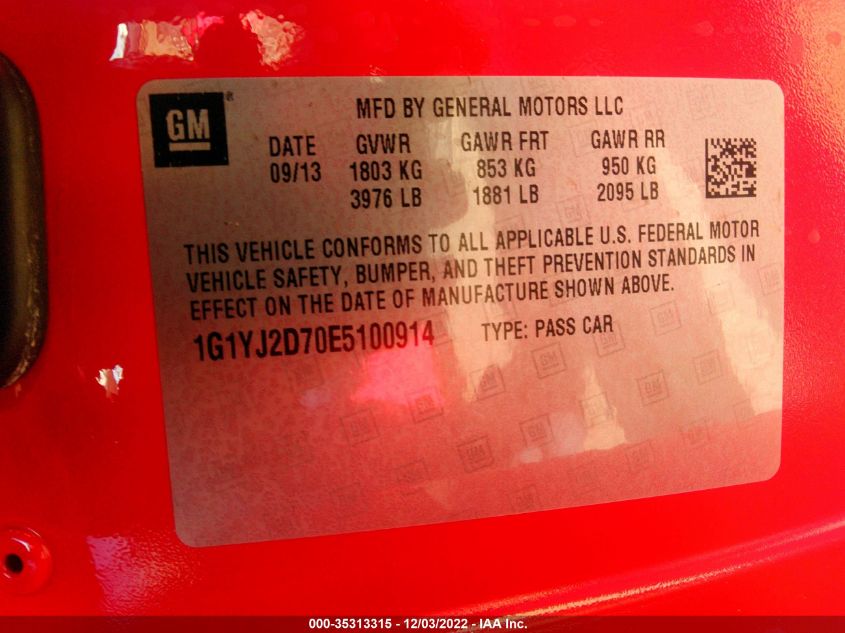 GM ®
MFD BY GENERAL MOTORS LLC
DATE GVWR GAWR FRT GAWR RR
09/13 1803 KG 853 KG 950 KG
3976 LB 1881 LB 2095 LB
THIS VEHICLE CONFORMS TO ALL APPLICABLE U.S. FEDERAL MOTOR
VEHICLE SAFETY, BUMPER, AND THEFT PREVENTION STANDARDS IN
EFFECT ON THE DATE OF MANUFACTURE SHOWN ABOVE.
1G1YJ2D70E5100914 TYPE: PASS CAR
000-35313315 - 12/03/2022 - IAA Inc.